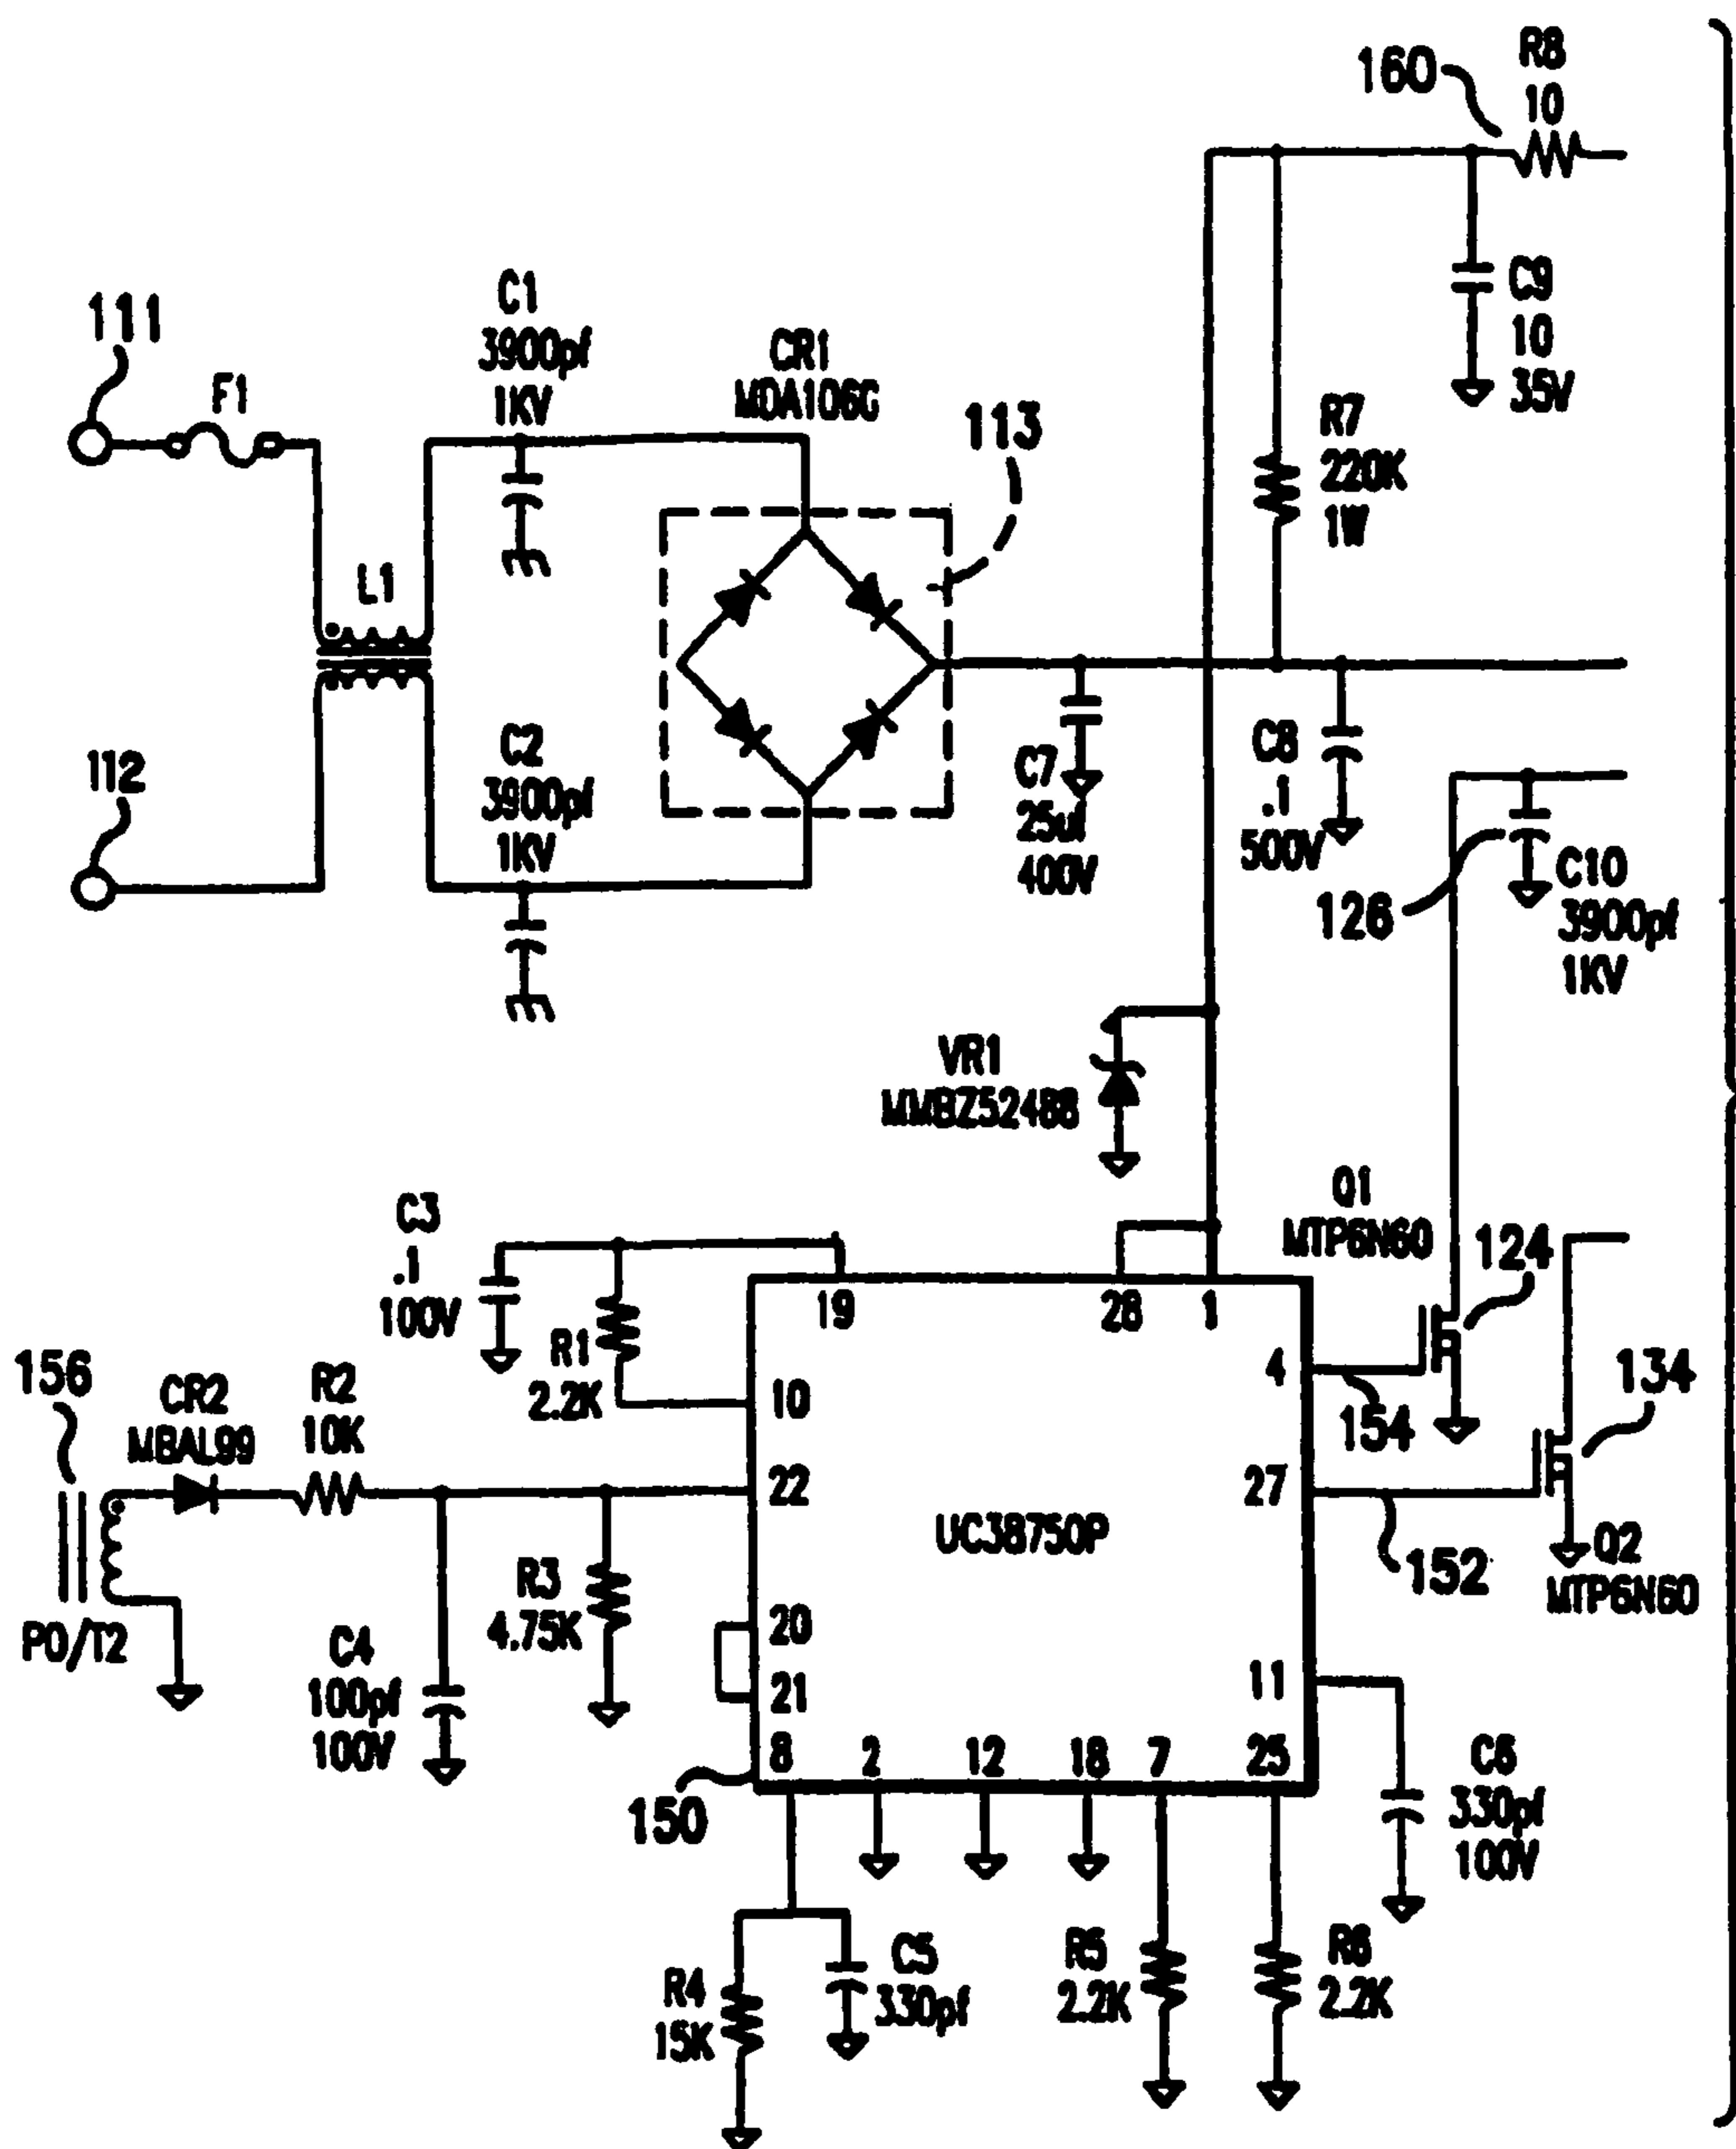 160
R8
10
C9
10
35V
111
F1
C1
3900pf
1KV
CR1
MDA106G
113
R7
220K
1W
L1
112
C2
3900pf
1KV
C7
25uf
400V
C8
.1
500V
126
C10
3900pf
1KV
VR1
MMBZ5248B
Q1
MTP6N60
124
C3
.1
100V
R1
2.2K
19
28
1
4
154
134
156
CR2
MBAL99
R2
10K
10
22
27
152
Q2
MTP6N60
UC3875QP
R3
4.75K
PO/T2
C4
100pf
100V
20
21
8
2
12
18
7
25
11
150
C6
330pf
100V
R4
15K
C5
330pf
R5
2.2K
R6
2.2K